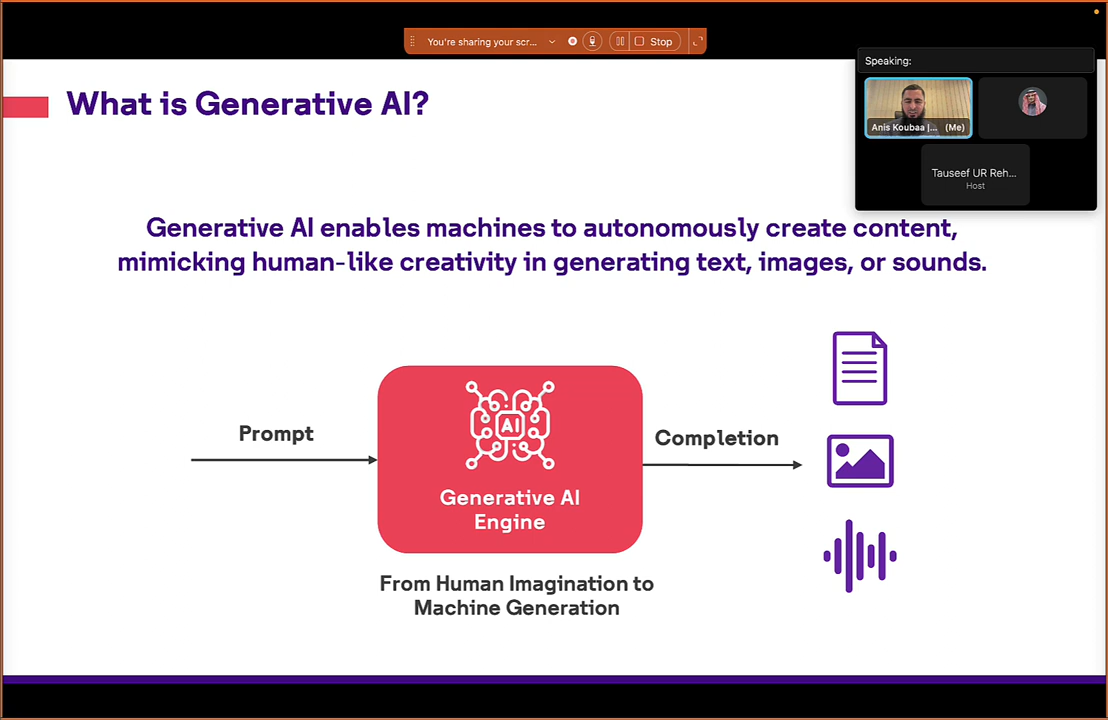 You're sharing your scr...
Stop
Speaking:
What is Generative AI?
Anis Koubaa |... (Me)
Tauseef UR Reh...
Host
Generative AI enables machines to autonomously create content,
mimicking human-like creativity in generating text, images, or sounds.
Prompt
AI
Completion
Generative AI
Engine
From Human Imagination to
Machine Generation